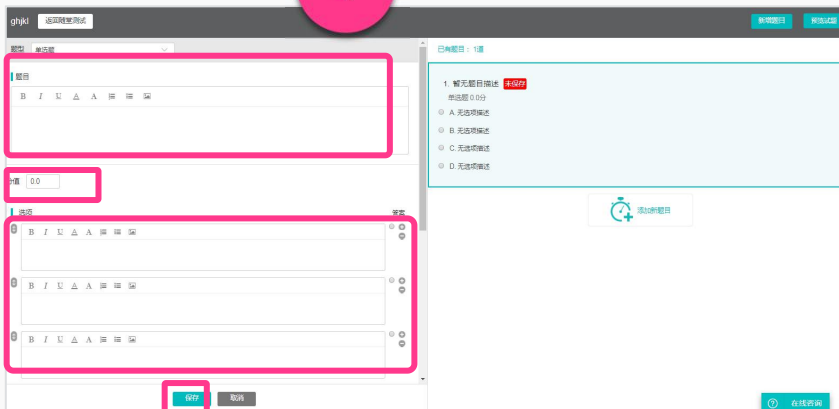 ghjkl 返回随堂测试 新增题目 预览试题
题型 单选题
已有题目：1道
题目
B I U A A
1. 暂无题目描述 未保存
单选题 0.0分
A. 无选项描述
B. 无选项描述
C. 无选项描述
D. 无选项描述
分值 0.0
添加新题目
选项 答案
B I U A A
B I U A A
B I U A A
保存 取消
在线咨询